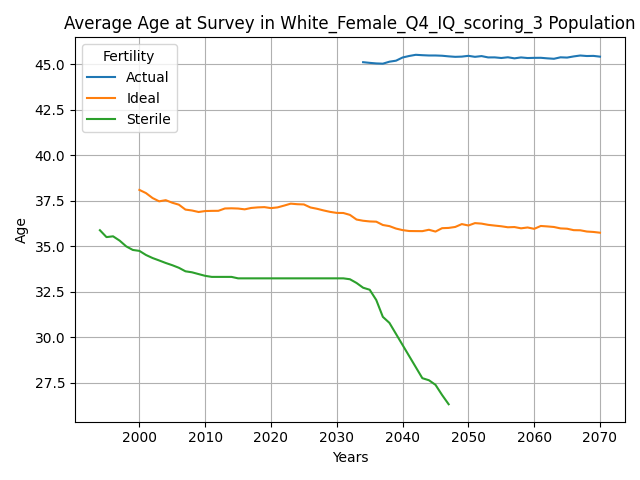 Average Age at Survey in White_Female_Q4_IQ_scoring_3 Population
Fertility
Actual
Ideal
Sterile
45.0
42.5
40.0
37.5
35.0
32.5
30.0
27.5
Age
2000 2010 2020 2030 2040 2050 2060 2070
Years